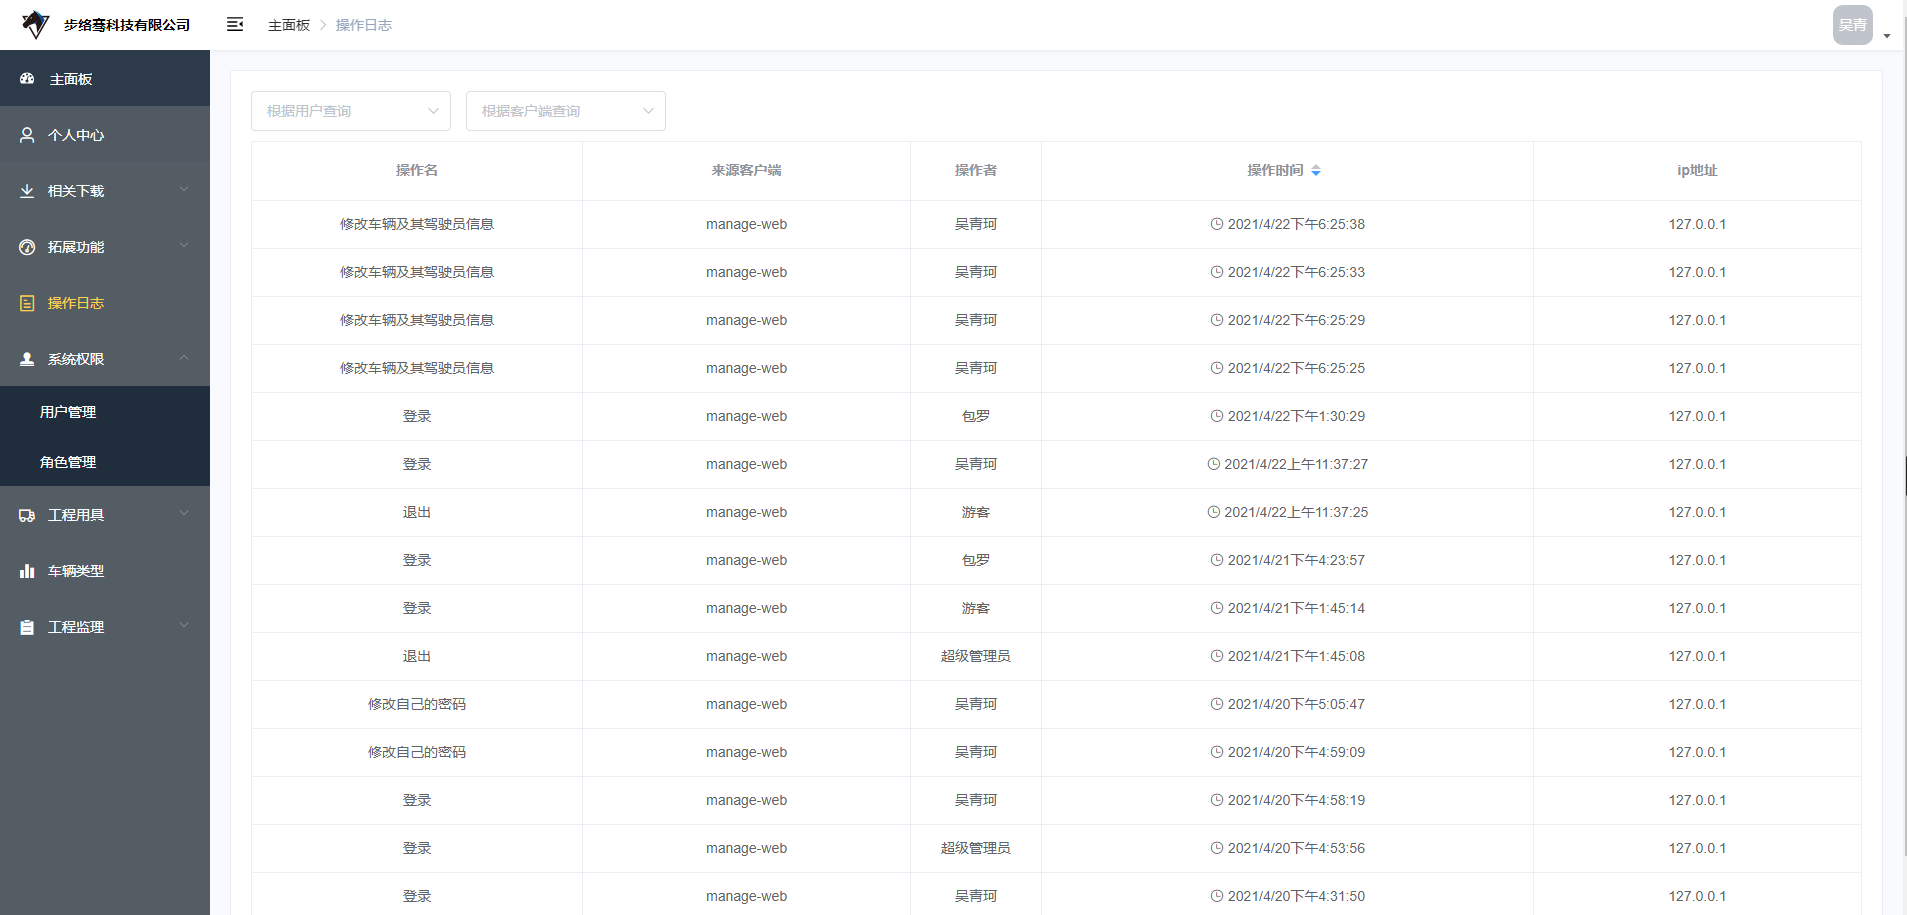 步络骞科技有限公司
主面板 操作日志
吴青
主面板
个人中心
相关下载
拓展功能
操作日志
系统权限
用户管理
角色管理
工程用具
车辆类型
工程监理
根据用户查询 根据客户端查询
操作名 来源客户端 操作者 操作时间 ip地址
修改车辆及其驾驶员信息 manage-web 吴青珂 2021/4/22下午6:25:38 127.0.0.1
修改车辆及其驾驶员信息 manage-web 吴青珂 2021/4/22下午6:25:33 127.0.0.1
修改车辆及其驾驶员信息 manage-web 吴青珂 2021/4/22下午6:25:29 127.0.0.1
修改车辆及其驾驶员信息 manage-web 吴青珂 2021/4/22下午6:25:25 127.0.0.1
登录 manage-web 包罗 2021/4/22下午1:30:29 127.0.0.1
登录 manage-web 吴青珂 2021/4/22上午11:37:27 127.0.0.1
退出 manage-web 游客 2021/4/22上午11:37:25 127.0.0.1
登录 manage-web 包罗 2021/4/21下午4:23:57 127.0.0.1
登录 manage-web 游客 2021/4/21下午1:45:14 127.0.0.1
退出 manage-web 超级管理员 2021/4/21下午1:45:08 127.0.0.1
修改自己的密码 manage-web 吴青珂 2021/4/20下午5:05:47 127.0.0.1
修改自己的密码 manage-web 吴青珂 2021/4/20下午4:59:09 127.0.0.1
登录 manage-web 吴青珂 2021/4/20下午4:58:19 127.0.0.1
登录 manage-web 超级管理员 2021/4/20下午4:53:56 127.0.0.1
登录 manage-web 吴青珂 2021/4/20下午4:31:50 127.0.0.1